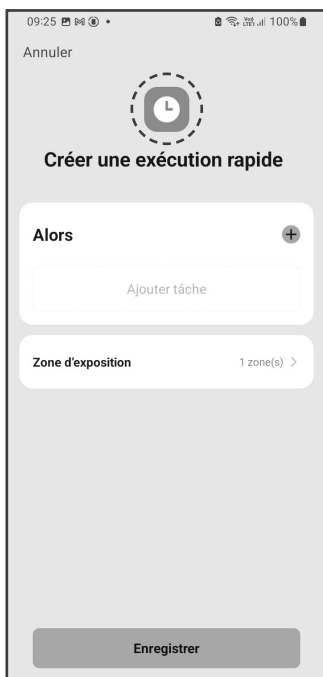 09:25
100%
Annuler
Créer une exécution rapide
Alors
Ajouter tâche
Zone d'exposition
1 zone(s) >
Enregistrer